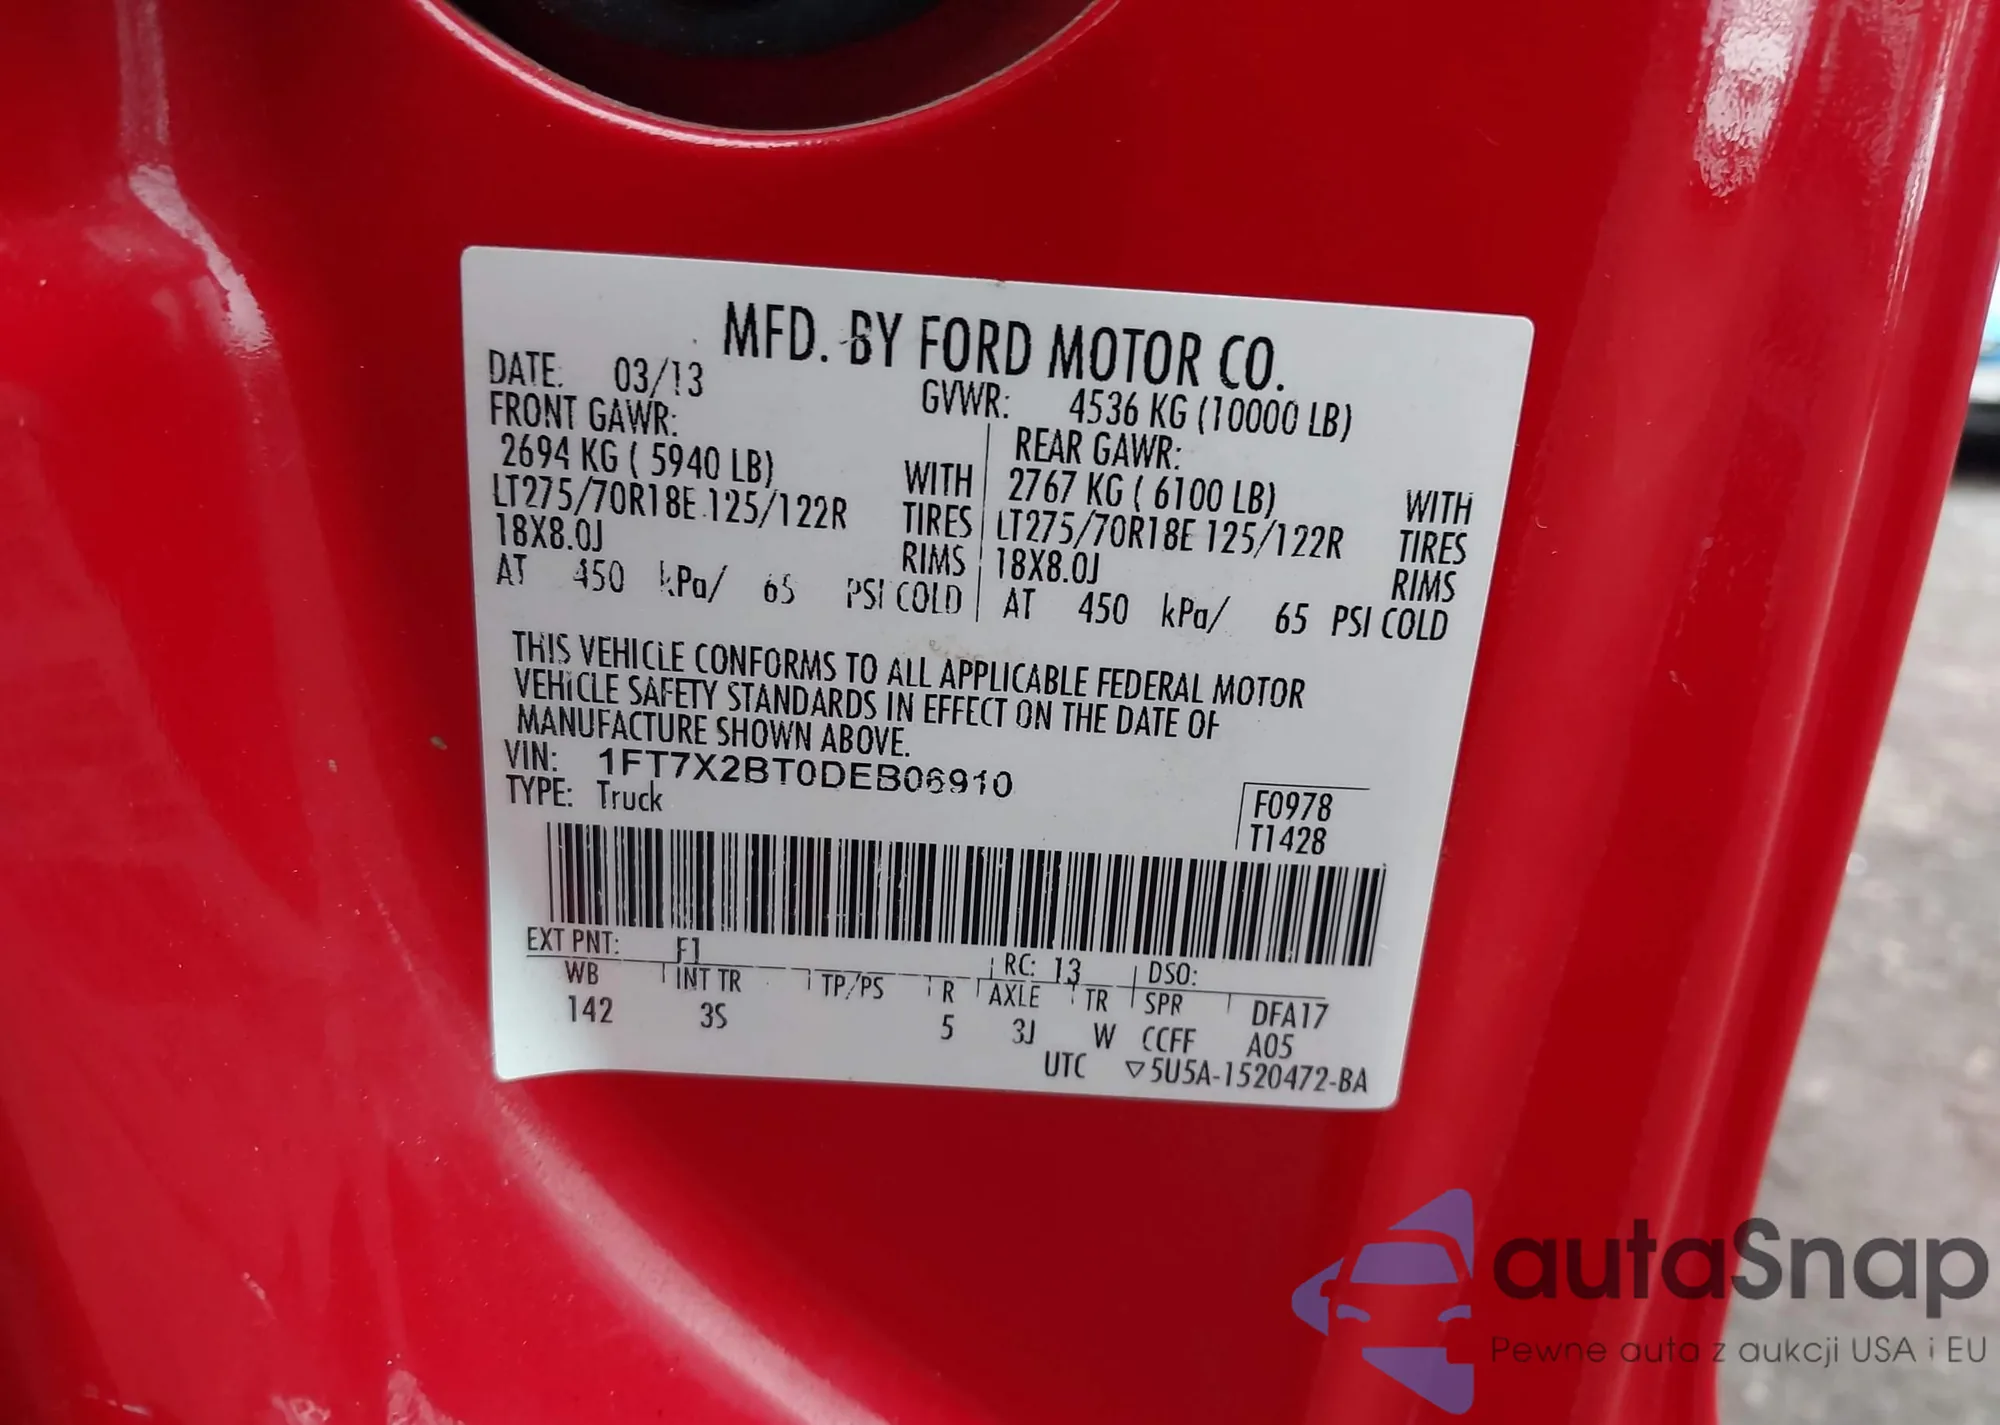 MFD. BY FORD MOTOR CO.
DATE: 03/13 GVWR: 4536 KG (10000 LB)
FRONT GAWR: REAR GAWR:
2694 KG ( 5940 LB) WITH 2767 KG ( 6100 LB) WITH
LT275/70R18E 125/122R TIRES LT275/70R18E 125/122R TIRES
18X8.0J RIMS 18X8.0J RIMS
AT 450 kPa/ 65 PSI COLD AT 450 kPa/ 65 PSI COLD
THIS VEHICLE CONFORMS TO ALL APPLICABLE FEDERAL MOTOR
VEHICLE SAFETY STANDARDS IN EFFECT ON THE DATE OF
MANUFACTURE SHOWN ABOVE.
VIN: 1FT7X2BT0DEB06910
TYPE: Truck
F0978
T1428
EXT PNT: F1 RC: 13 DSO:
WB INT TR TP/PS R AXLE TR SPR DFA17
142 3S 5 3J W CCFF A05
UTC ▽5U5A-1520472-BA
autaSnap
Pewne auta z aukcji USA i EU